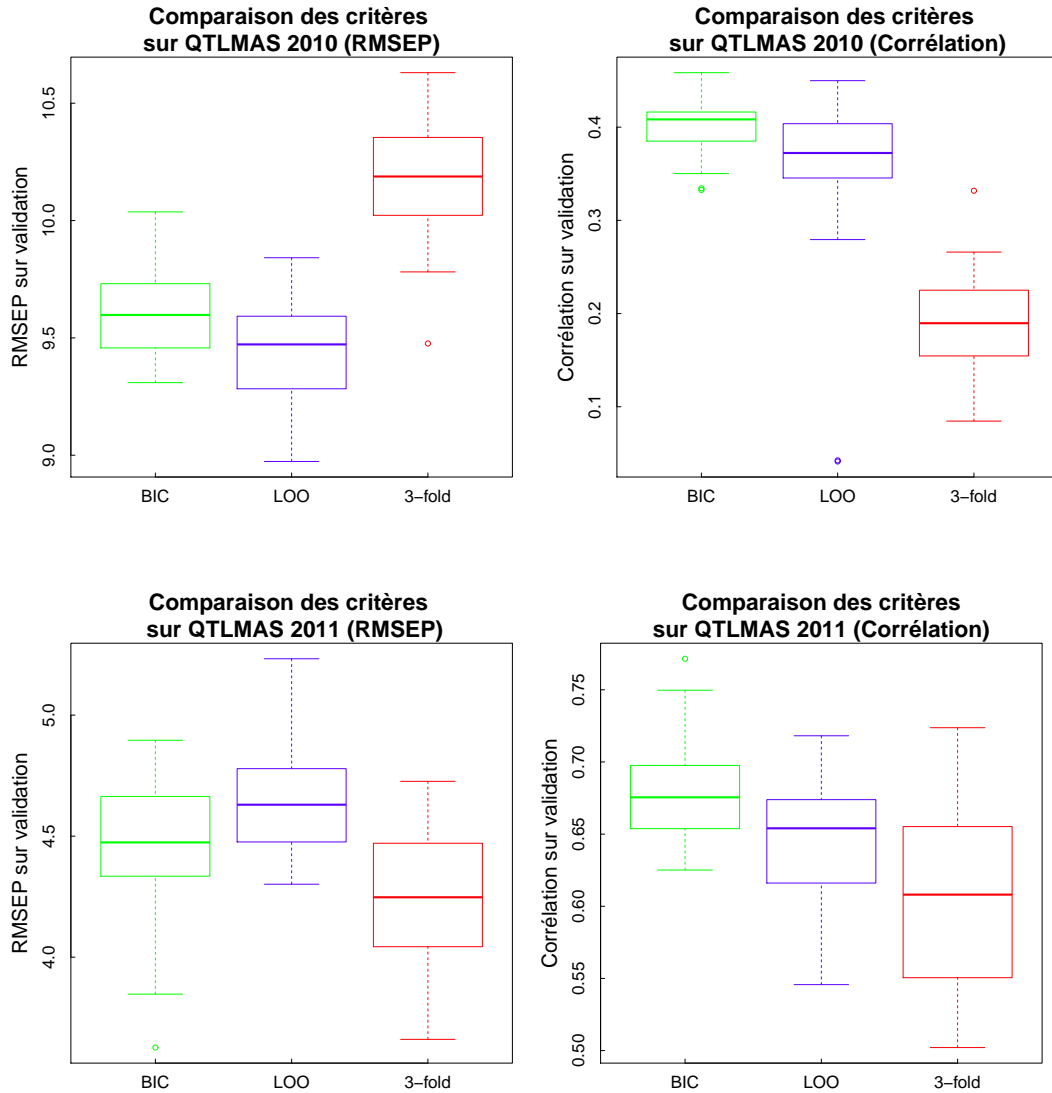 Comparaison des critères
sur QTLMAS 2010 (RMSEP)
RMSEP sur validation
10.5
10.0
9.5
9.0
BIC
LOO
3−fold
Comparaison des critères
sur QTLMAS 2010 (Corrélation)
Corrélation sur validation
0.4
0.3
0.2
0.1
BIC
LOO
3−fold
Comparaison des critères
sur QTLMAS 2011 (RMSEP)
RMSEP sur validation
5.0
4.5
4.0
BIC
LOO
3−fold
Comparaison des critères
sur QTLMAS 2011 (Corrélation)
Corrélation sur validation
0.75
0.70
0.65
0.60
0.55
0.50
BIC
LOO
3−fold